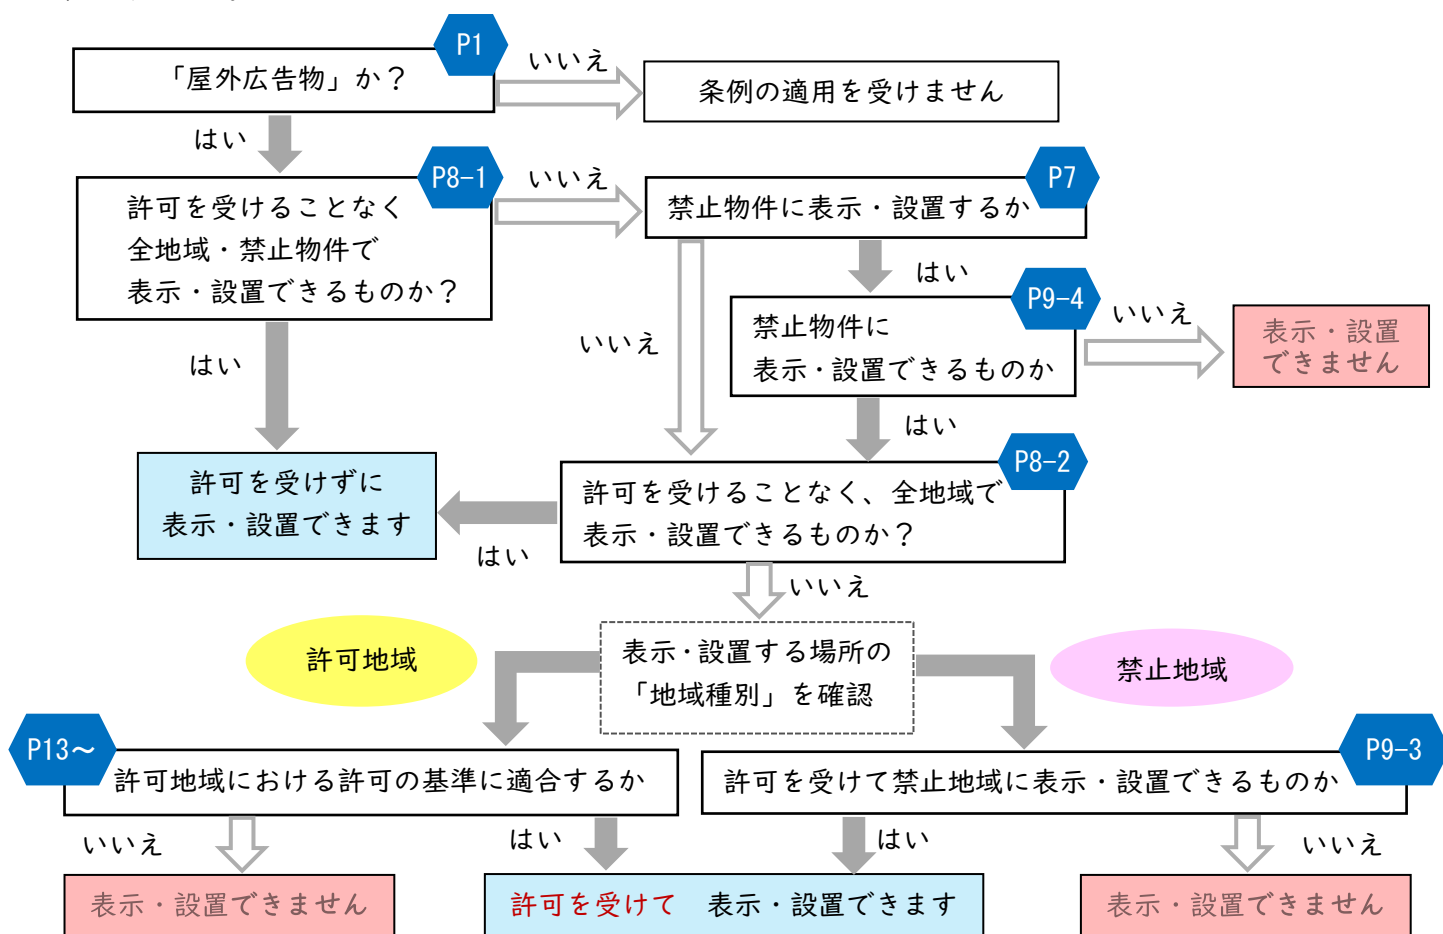 P1
「屋外広告物」か？
いいえ
条例の適用を受けません
はい
P8-1
許可を受けることなく
全地域・禁止物件で
表示・設置できるものか？
いいえ
P7
禁止物件に表示・設置するか
はい
いいえ
P9-4
禁止物件に
表示・設置できるものか
いいえ
表示・設置
できません
はい
はい
許可を受けずに
表示・設置できます
P8-2
許可を受けることなく、全地域で
表示・設置できるものか？
はい
いいえ
許可地域
表示・設置する場所の
「地域種別」を確認
禁止地域
P13～
許可地域における許可の基準に適合するか
P9-3
許可を受けて禁止地域に表示・設置できるものか
いいえ
はい
はい
いいえ
表示・設置できません
許可を受けて 表示・設置できます
表示・設置できません